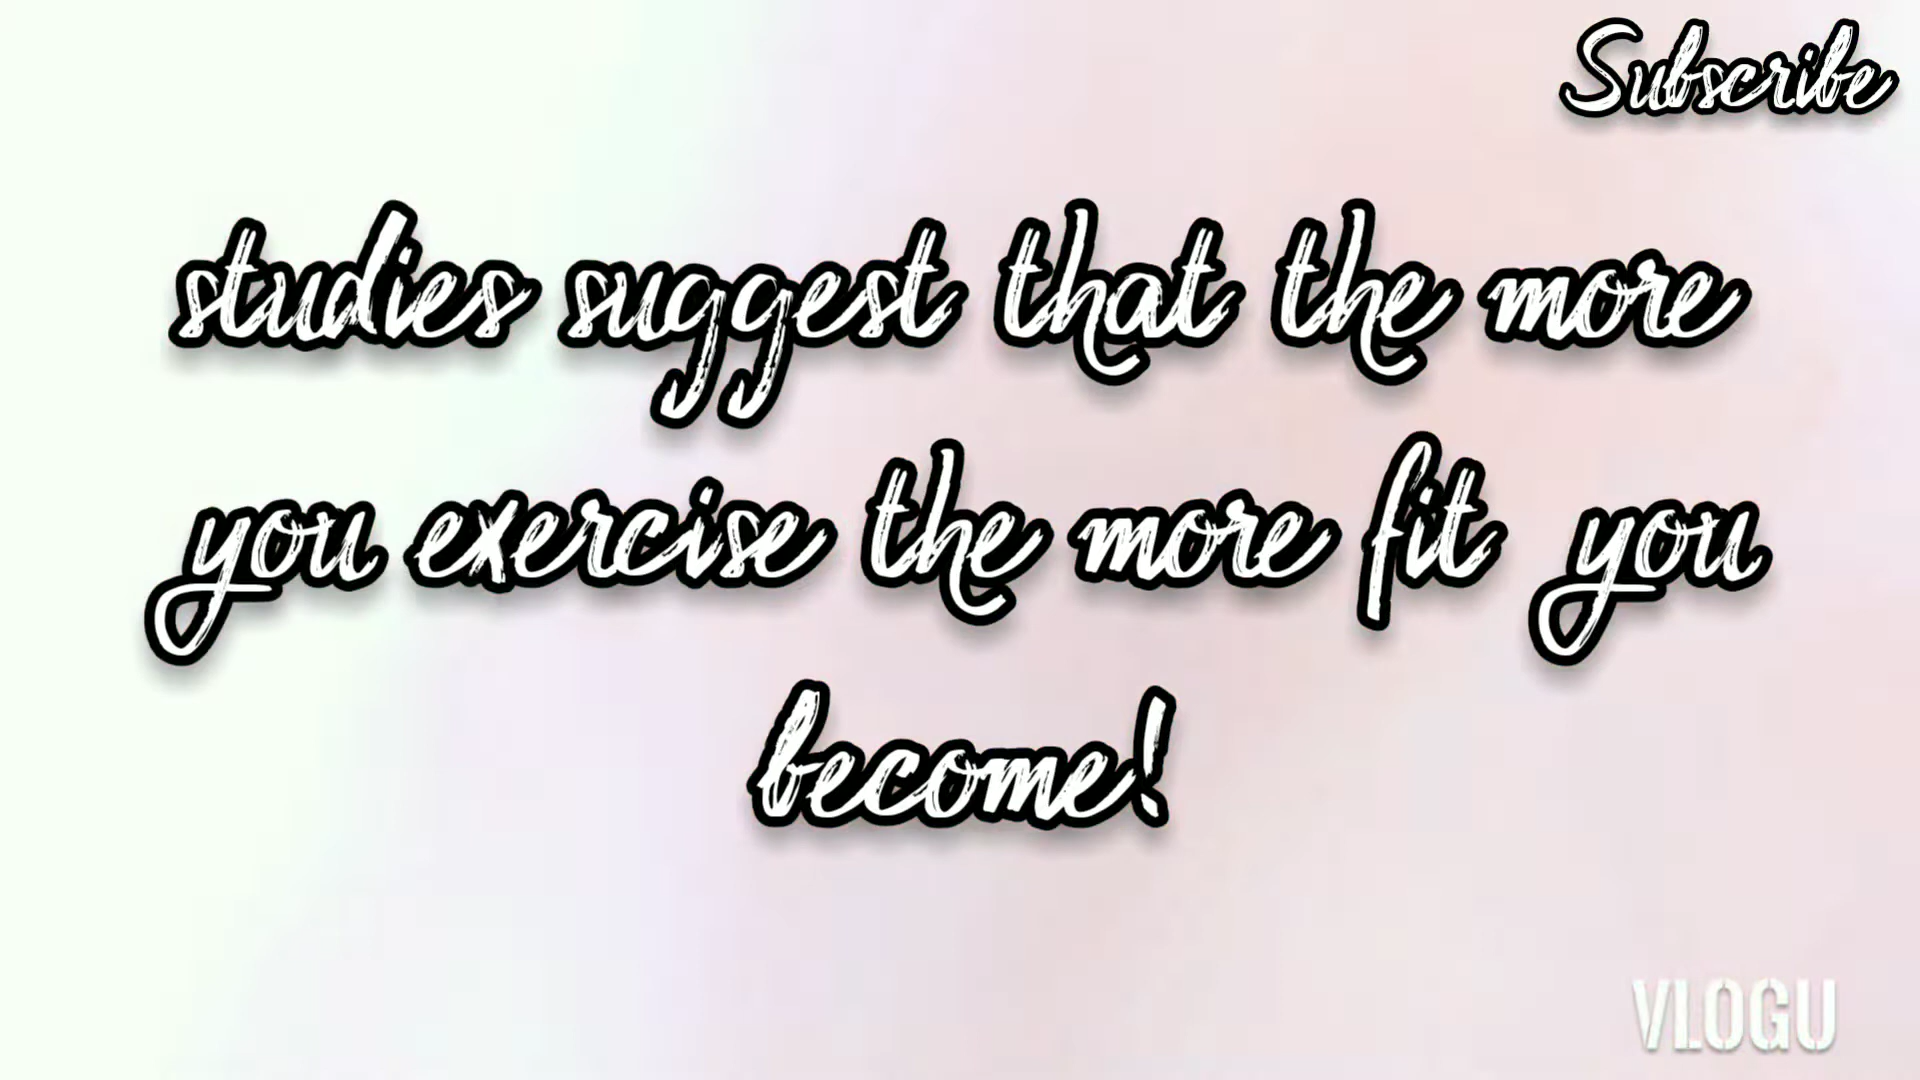 Subscribe
studies suggest that the more
you exercise the more fit you
become!
VLOGU